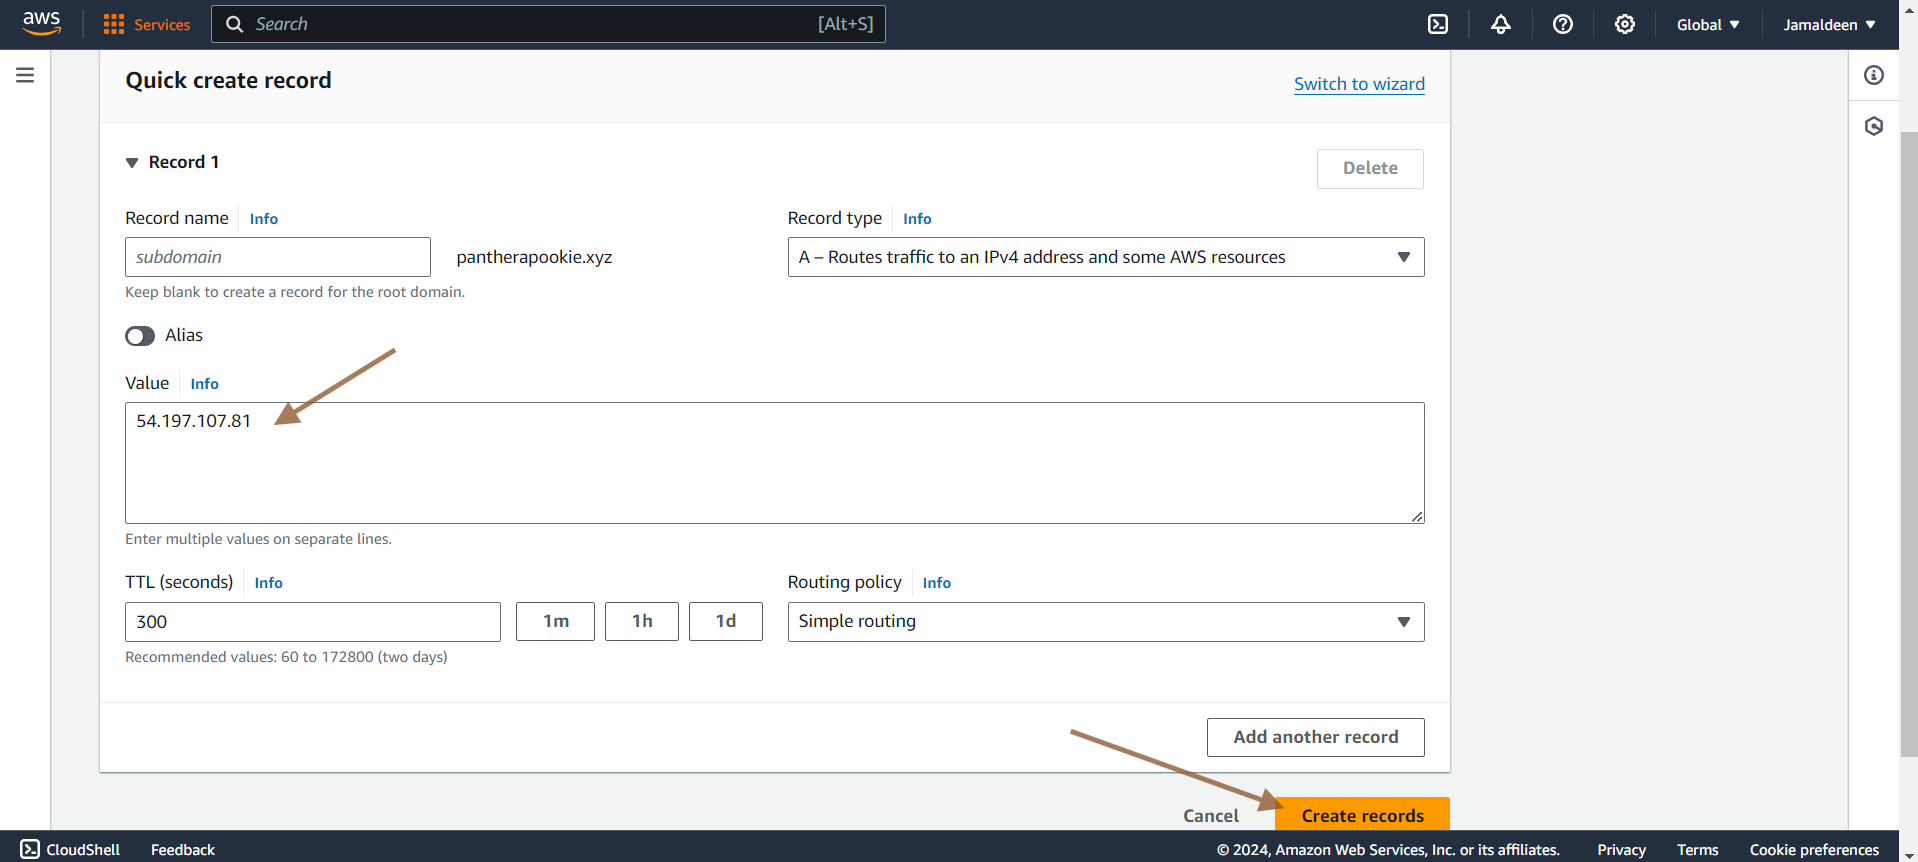 aws Services Search [Alt+S] Global Jamaldeen
Quick create record Switch to wizard
Record 1 Delete
Record name Info Record type Info
subdomain pantherapookie.xyz A – Routes traffic to an IPv4 address and some AWS resources
Keep blank to create a record for the root domain.
Alias
Value Info
54.197.107.81
Enter multiple values on separate lines.
TTL (seconds) Info Routing policy Info
300 1m 1h 1d Simple routing
Recommended values: 60 to 172800 (two days)
Add another record
Cancel Create records
CloudShell Feedback © 2024, Amazon Web Services, Inc. or its affiliates. Privacy Terms Cookie preferences